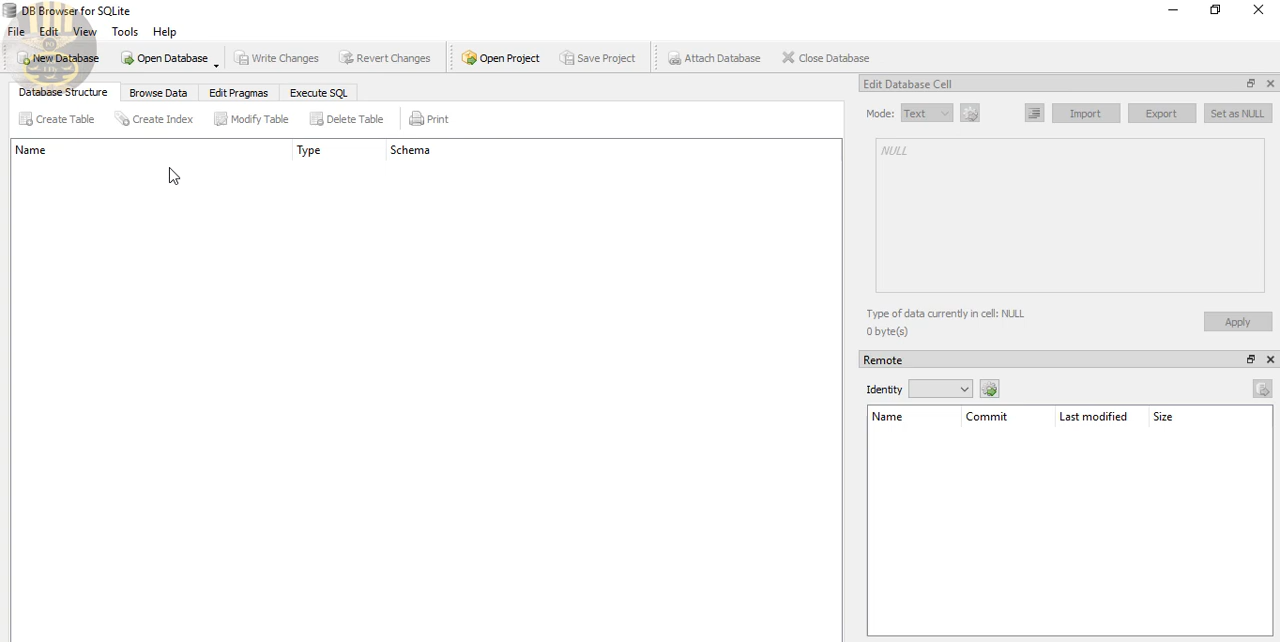 DB Browser for SQLite
File Edit View Tools Help
New Database Open Database Write Changes Revert Changes Open Project Save Project Attach Database Close Database
Database Structure Browse Data Edit Pragmas Execute SQL
Create Table Create Index Modify Table Delete Table Print
Name Type Schema
Edit Database Cell
Mode: Text Import Export Set as NULL
NULL
Type of data currently in cell: NULL
0 byte(s)
Apply
Remote
Identity
Name Commit Last modified Size